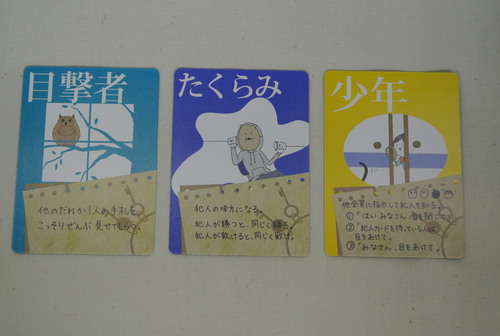 目撃者
他のだれか1人の手札を
こっそりぜんぶ見せてもらう。
たくらみ
犯人の味方になる。
犯人が勝つと、同じく勝ち、
犯人が敗けると、同じく敗け。
少年
他全員に指示して犯人を知る。
①「はい みなさん、目を閉じて」
②「犯人カードを持っている人は
目をあけて」
③「みなさん、目をあけて」